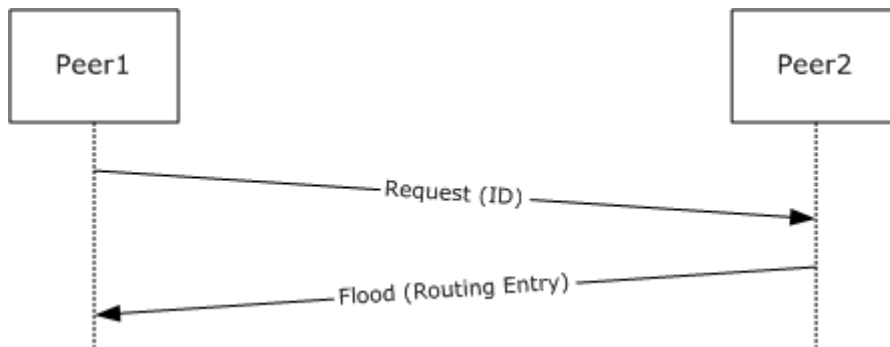 Peer1
Peer2
Request (ID)
Flood (Routing Entry)